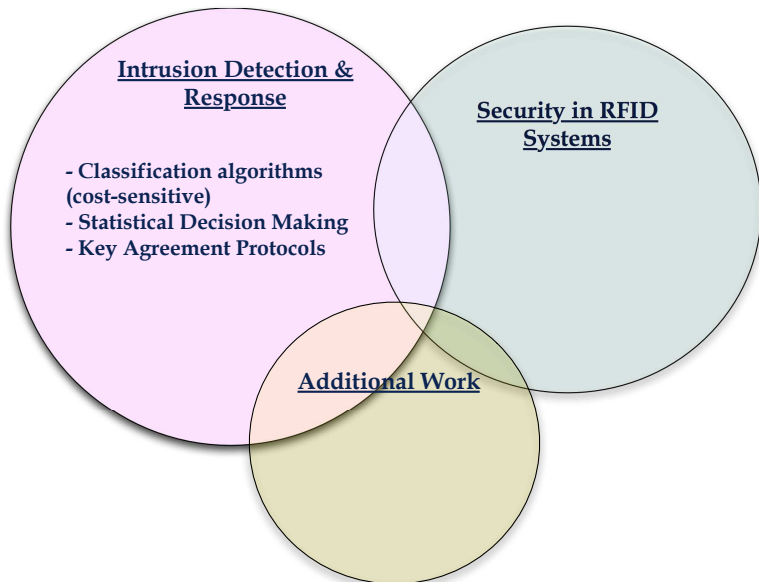 Intrusion Detection &
Response
Security in RFID
Systems
- Classification algorithms
(cost-sensitive)
- Statistical Decision Making
- Key Agreement Protocols
Additional Work